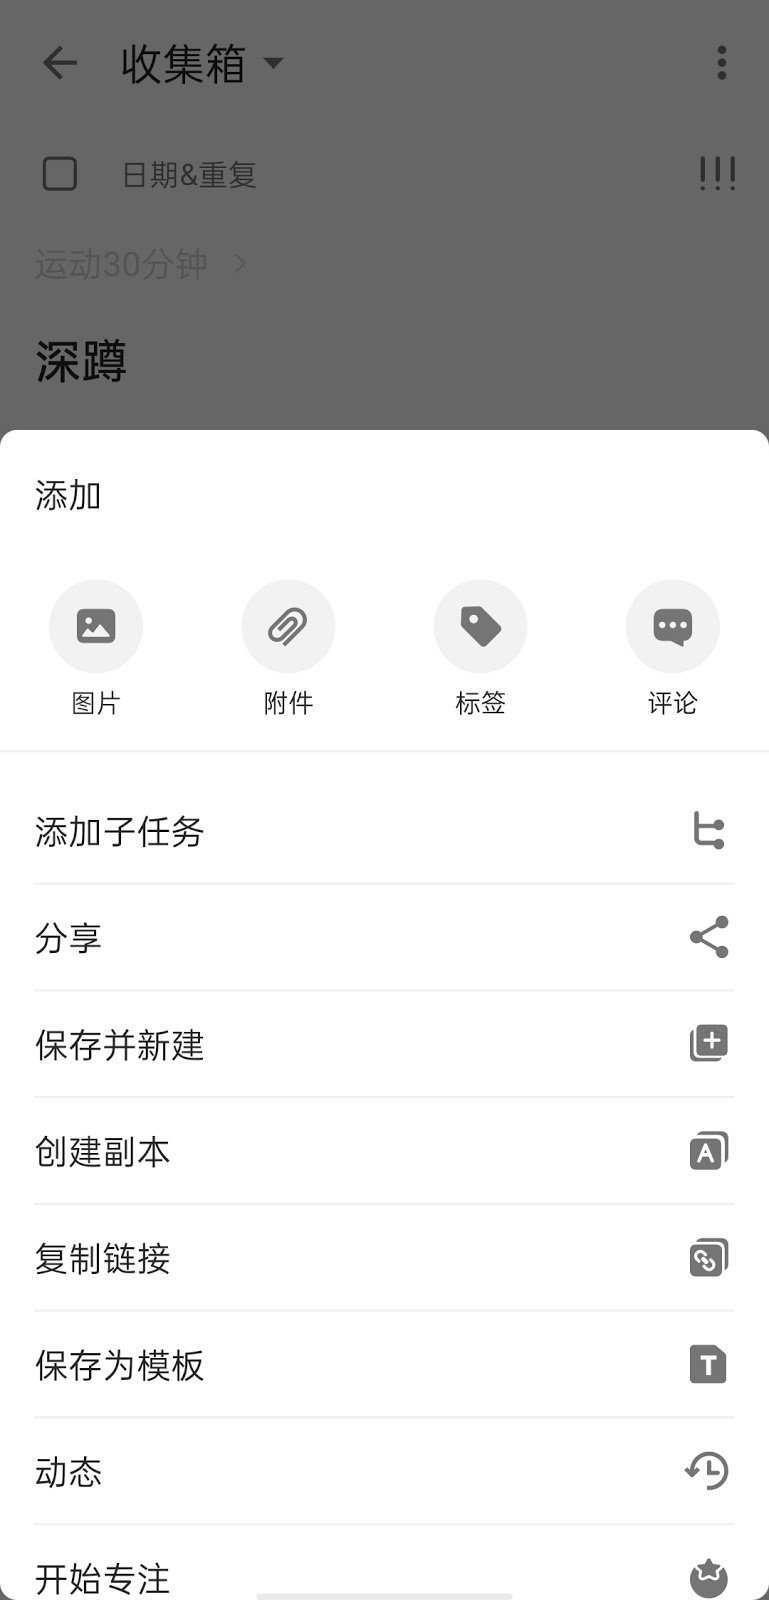 收集箱
日期&重复
运动30分钟
深蹲
添加
图片 附件 标签 评论
添加子任务
分享
保存并新建
创建副本
复制链接
保存为模板
动态
开始专注